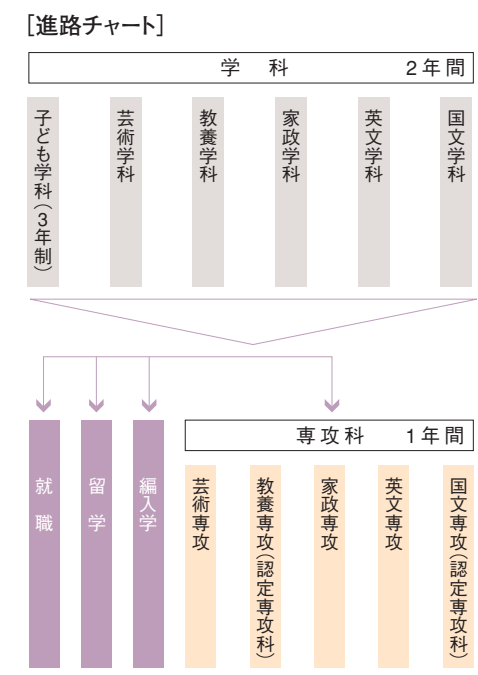 ［進路チャート］
学科 2年間
国文学科
英文学科
家政学科
教養学科
芸術学科
子ども学科（3年制）
専攻科 1年間
国文専攻（認定専攻科）
英文専攻
家政専攻
教養専攻（認定専攻科）
芸術専攻
編入学
留学
就職